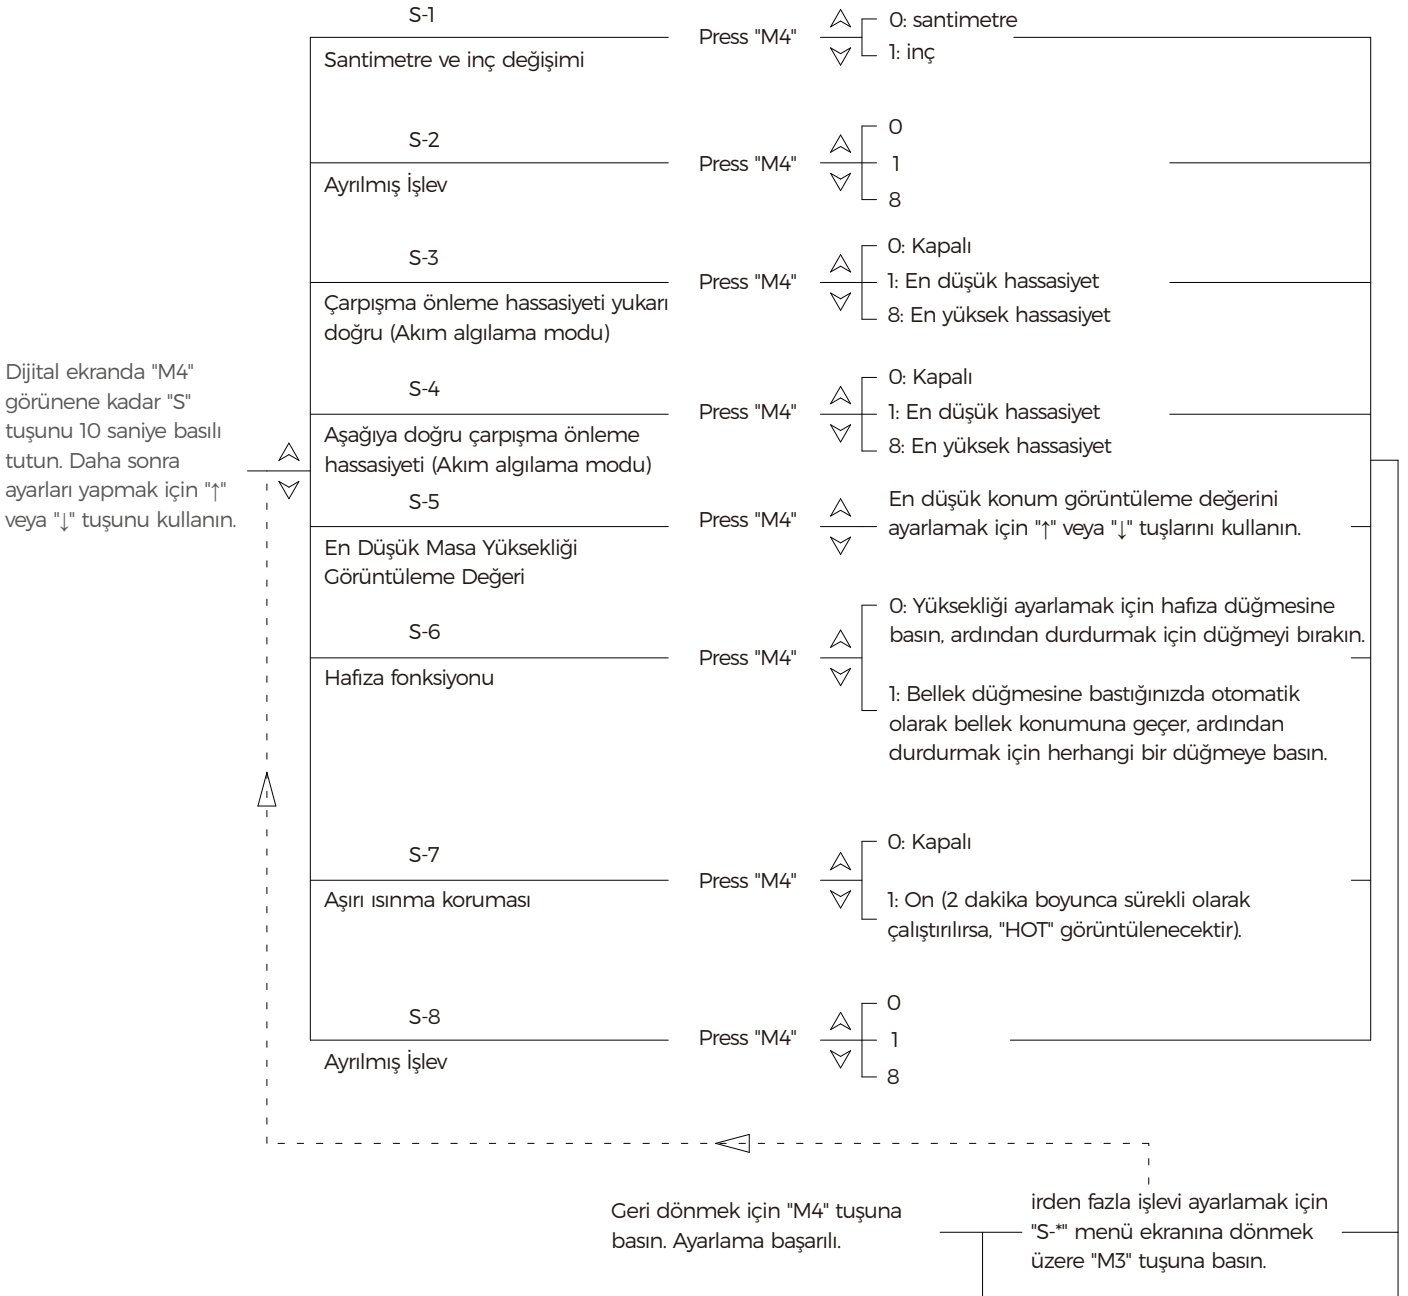 Dijital ekranda "M4"
görünene kadar "S"
tuşunu 10 saniye basılı
tutun. Daha sonra
ayarları yapmak için "↑"
veya "↓" tuşunu kullanın.
S-1
Santimetre ve inç değişimi
Press "M4"
0: santimetre
1: inç
S-2
Ayrılmış İşlev
Press "M4"
0
1
8
S-3
Çarpışma önleme hassasiyeti yukarı
doğru (Akım algılama modu)
Press "M4"
0: Kapalı
1: En düşük hassasiyet
8: En yüksek hassasiyet
S-4
Aşağıya doğru çarpışma önleme
hassasiyeti (Akım algılama modu)
Press "M4"
0: Kapalı
1: En düşük hassasiyet
8: En yüksek hassasiyet
S-5
En Düşük Masa Yüksekliği
Görüntüleme Değeri
Press "M4"
En düşük konum görüntüleme değerini
ayarlamak için "↑" veya "↓" tuşlarını kullanın.
S-6
Hafıza fonksiyonu
Press "M4"
0: Yüksekliği ayarlamak için hafıza düğmesine
basın, ardından durdurmak için düğmeyi bırakın.
1: Bellek düğmesine bastığınızda otomatik
olarak bellek konumuna geçer, ardından
durdurmak için herhangi bir düğmeye basın.
S-7
Aşırı ısınma koruması
Press "M4"
0: Kapalı
1: On (2 dakika boyunca sürekli olarak
çalıştırılırsa, "HOT" görüntülenecektir).
S-8
Ayrılmış İşlev
Press "M4"
0
1
8
Geri dönmek için "M4" tuşuna
basın. Ayarlama başarılı.
irden fazla işlevi ayarlamak için
"S-*" menü ekranına dönmek
üzere "M3" tuşuna basın.